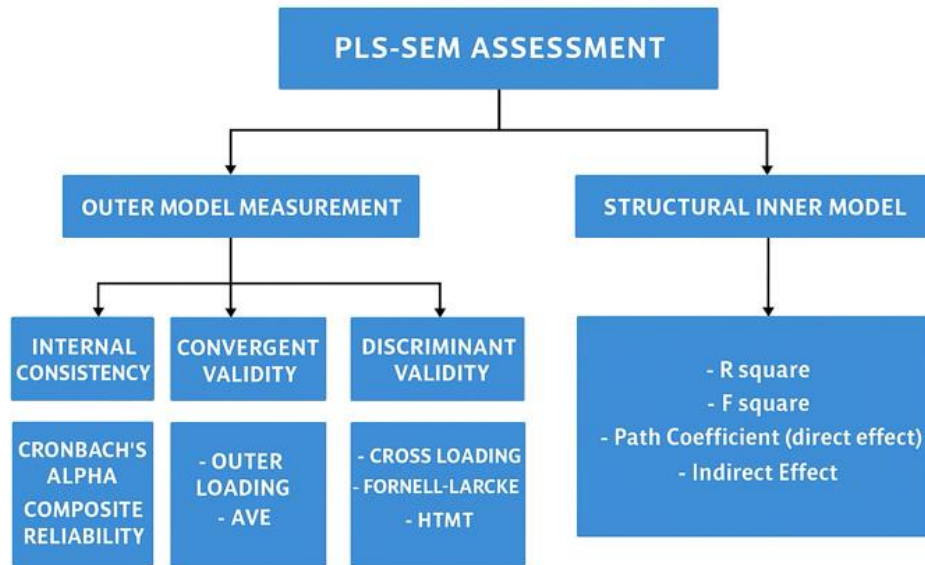 PLS-SEM ASSESSMENT
OUTER MODEL MEASUREMENT
STRUCTURAL INNER MODEL
INTERNAL
CONSISTENCY
CONVERGENT
VALIDITY
DISCRIMINANT
VALIDITY
CRONBACH'S
ALPHA
COMPOSITE
RELIABILITY
- OUTER
LOADING
- AVE
- CROSS LOADING
- FORNELL-LARCKE
- HTMT
- R square
- F square
- Path Coefficient (direct effect)
- Indirect Effect